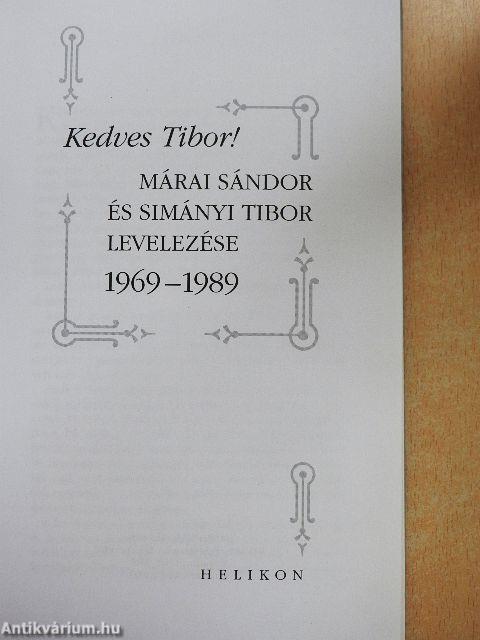 Kedves Tibor!
MÁRAI SÁNDOR
ÉS SIMÁNYI TIBOR
LEVELEZÉSE
1969–1989
HELIKON
Antikvárium.hu